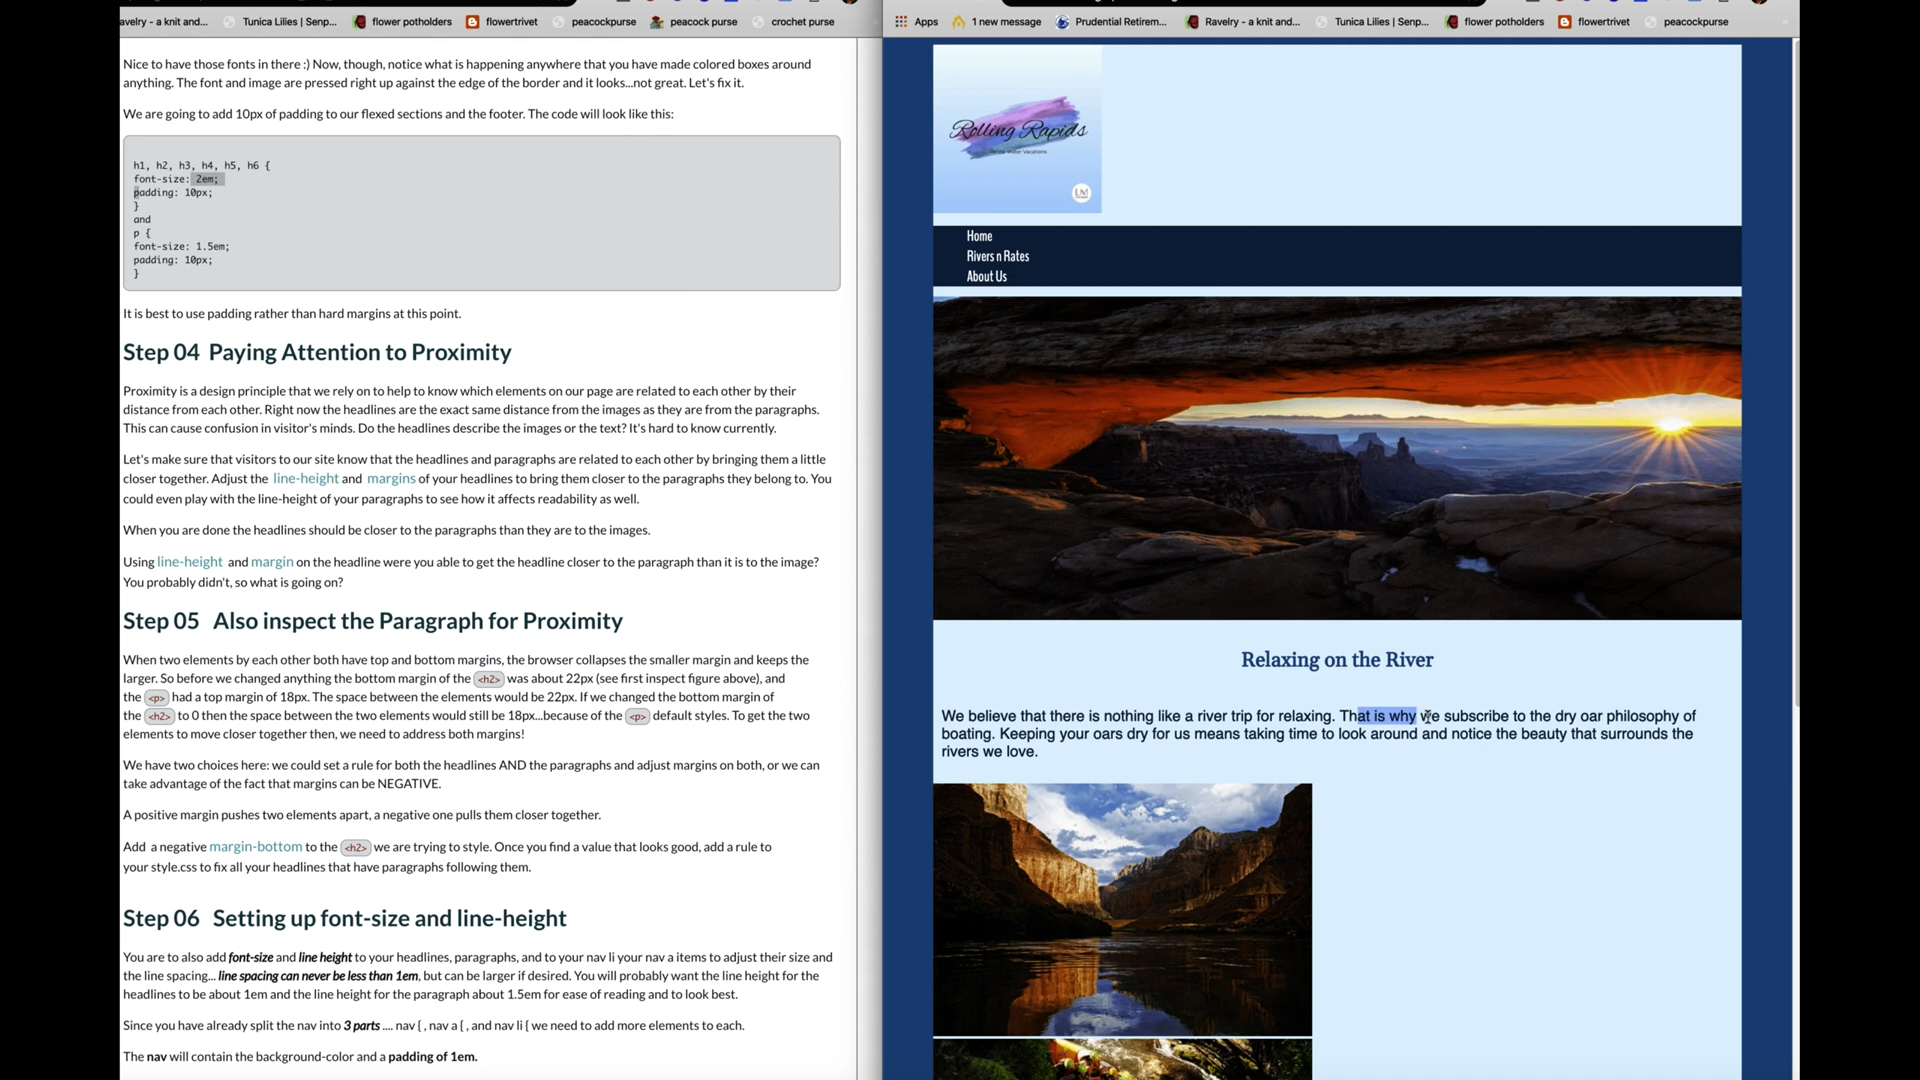 avelry - a knit and...
Tunica Lilies | Senp...
flower potholders
flowertrivet
peacockpurse
peacock purse
crochet purse
Nice to have those fonts in there :) Now, though, notice what is happening anywhere that you have made colored boxes around
anything. The font and image are pressed right up against the edge of the border and it looks...not great. Let's fix it.
We are going to add 10px of padding to our flexed sections and the footer. The code will look like this:
h1, h2, h3, h4, h5, h6 {
font-size: 2em;
padding: 10px;
}
and
p {
font-size: 1.5em;
padding: 10px;
}
It is best to use padding rather than hard margins at this point.
Step 04 Paying Attention to Proximity
Proximity is a design principle that we rely on to help to know which elements on our page are related to each other by their
distance from each other. Right now the headlines are the exact same distance from the images as they are from the paragraphs.
This can cause confusion in visitor's minds. Do the headlines describe the images or the text? It's hard to know currently.
Let's make sure that visitors to our site know that the headlines and paragraphs are related to each other by bringing them a little
closer together. Adjust the line-height and margins of your headlines to bring them closer to the paragraphs they belong to. You
could even play with the line-height of your paragraphs to see how it affects readability as well.
When you are done the headlines should be closer to the paragraphs than they are to the images.
Using line-height and margin on the headline were you able to get the headline closer to the paragraph than it is to the image?
You probably didn't, so what is going on?
Step 05 Also inspect the Paragraph for Proximity
When two elements by each other both have top and bottom margins, the browser collapses the smaller margin and keeps the
larger. So before we changed anything the bottom margin of the <h2> was about 22px (see first inspect figure above), and
the <p> had a top margin of 18px. The space between the elements would be 22px. If we changed the bottom margin of
the <h2> to 0 then the space between the two elements would still be 18px...because of the <p> default styles. To get the two
elements to move closer together then, we need to address both margins!
We have two choices here: we could set a rule for both the headlines AND the paragraphs and adjust margins on both, or we can
take advantage of the fact that margins can be NEGATIVE.
A positive margin pushes two elements apart, a negative one pulls them closer together.
Add a negative margin-bottom to the <h2> we are trying to style. Once you find a value that looks good, add a rule to
your style.css to fix all your headlines that have paragraphs following them.
Step 06 Setting up font-size and line-height
You are to also add font-size and line height to your headlines, paragraphs, and to your nav li your nav a items to adjust their size and
the line spacing... line spacing can never be less than 1em, but can be larger if desired. You will probably want the line height for the
headlines to be about 1em and the line height for the paragraph about 1.5em for ease of reading and to look best.
Since you have already split the nav into 3 parts .... nav { , nav a { , and nav li { we need to add more elements to each.
The nav will contain the background-color and a padding of 1em.
Apps
1 new message
Prudential Retirem...
Ravelry - a knit and...
Tunica Lilies | Senp...
flower potholders
flowertrivet
peacockpurse
Rolling Rapids
White Water Vacations
LM
Home
Rivers n Rates
About Us
Relaxing on the River
We believe that there is nothing like a river trip for relaxing. That is why we subscribe to the dry oar philosophy of
boating. Keeping your oars dry for us means taking time to look around and notice the beauty that surrounds the
rivers we love.